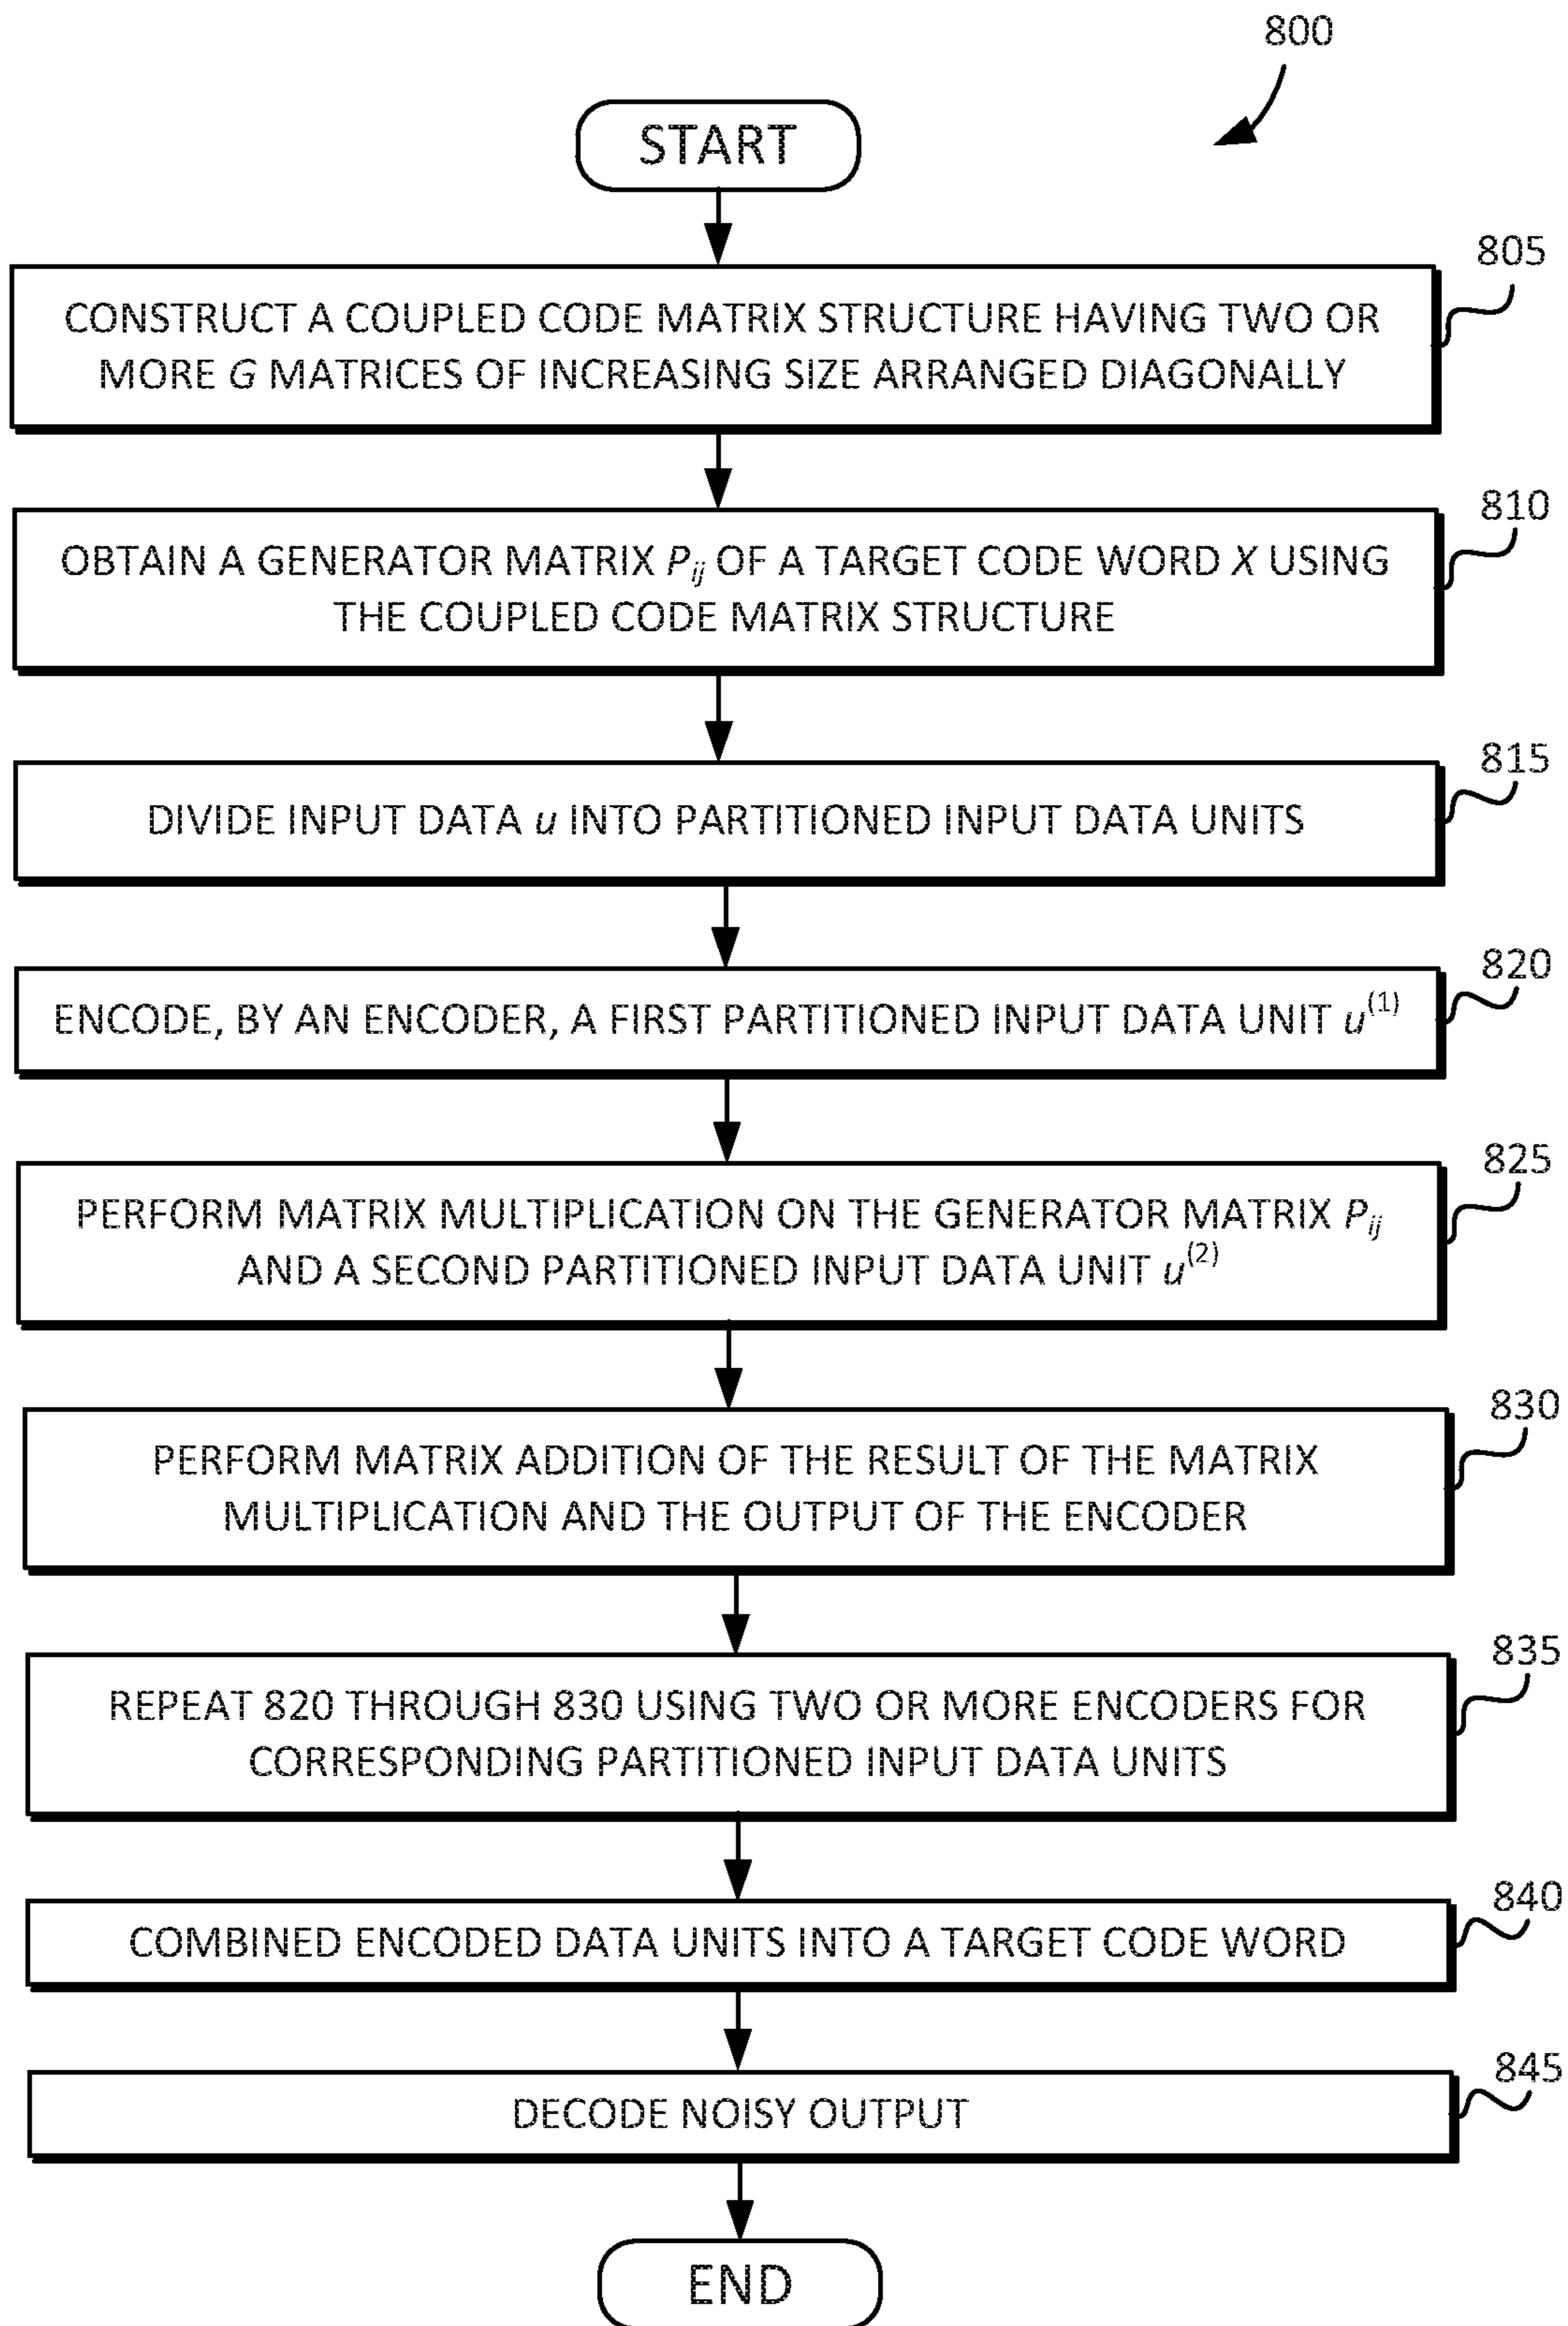 800
START
805
CONSTRUCT A COUPLED CODE MATRIX STRUCTURE HAVING TWO OR
MORE G MATRICES OF INCREASING SIZE ARRANGED DIAGONALLY
810
OBTAIN A GENERATOR MATRIX P_ij OF A TARGET CODE WORD X USING
THE COUPLED CODE MATRIX STRUCTURE
815
DIVIDE INPUT DATA u INTO PARTITIONED INPUT DATA UNITS
820
ENCODE, BY AN ENCODER, A FIRST PARTITIONED INPUT DATA UNIT u^(1)
825
PERFORM MATRIX MULTIPLICATION ON THE GENERATOR MATRIX P_ij
AND A SECOND PARTITIONED INPUT DATA UNIT u^(2)
830
PERFORM MATRIX ADDITION OF THE RESULT OF THE MATRIX
MULTIPLICATION AND THE OUTPUT OF THE ENCODER
835
REPEAT 820 THROUGH 830 USING TWO OR MORE ENCODERS FOR
CORRESPONDING PARTITIONED INPUT DATA UNITS
840
COMBINED ENCODED DATA UNITS INTO A TARGET CODE WORD
845
DECODE NOISY OUTPUT
END